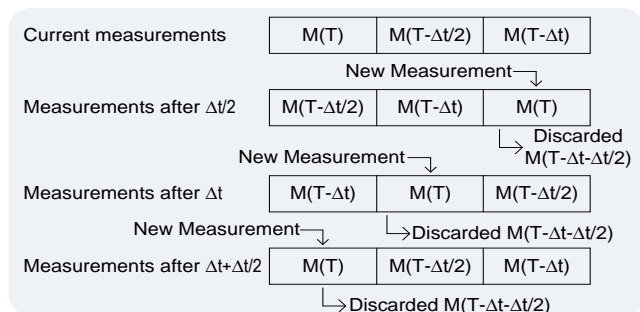 Current measurements M(T) M(T-Δt/2) M(T-Δt)
New Measurement
Measurements after Δt/2 M(T-Δt/2) M(T-Δt) M(T)
Discarded
M(T-Δt-Δt/2)
New Measurement
Measurements after Δt M(T-Δt) M(T) M(T-Δt/2)
New Measurement
Discarded M(T-Δt-Δt/2)
Measurements after Δt+Δt/2 M(T) M(T-Δt/2) M(T-Δt)
Discarded M(T-Δt-Δt/2)